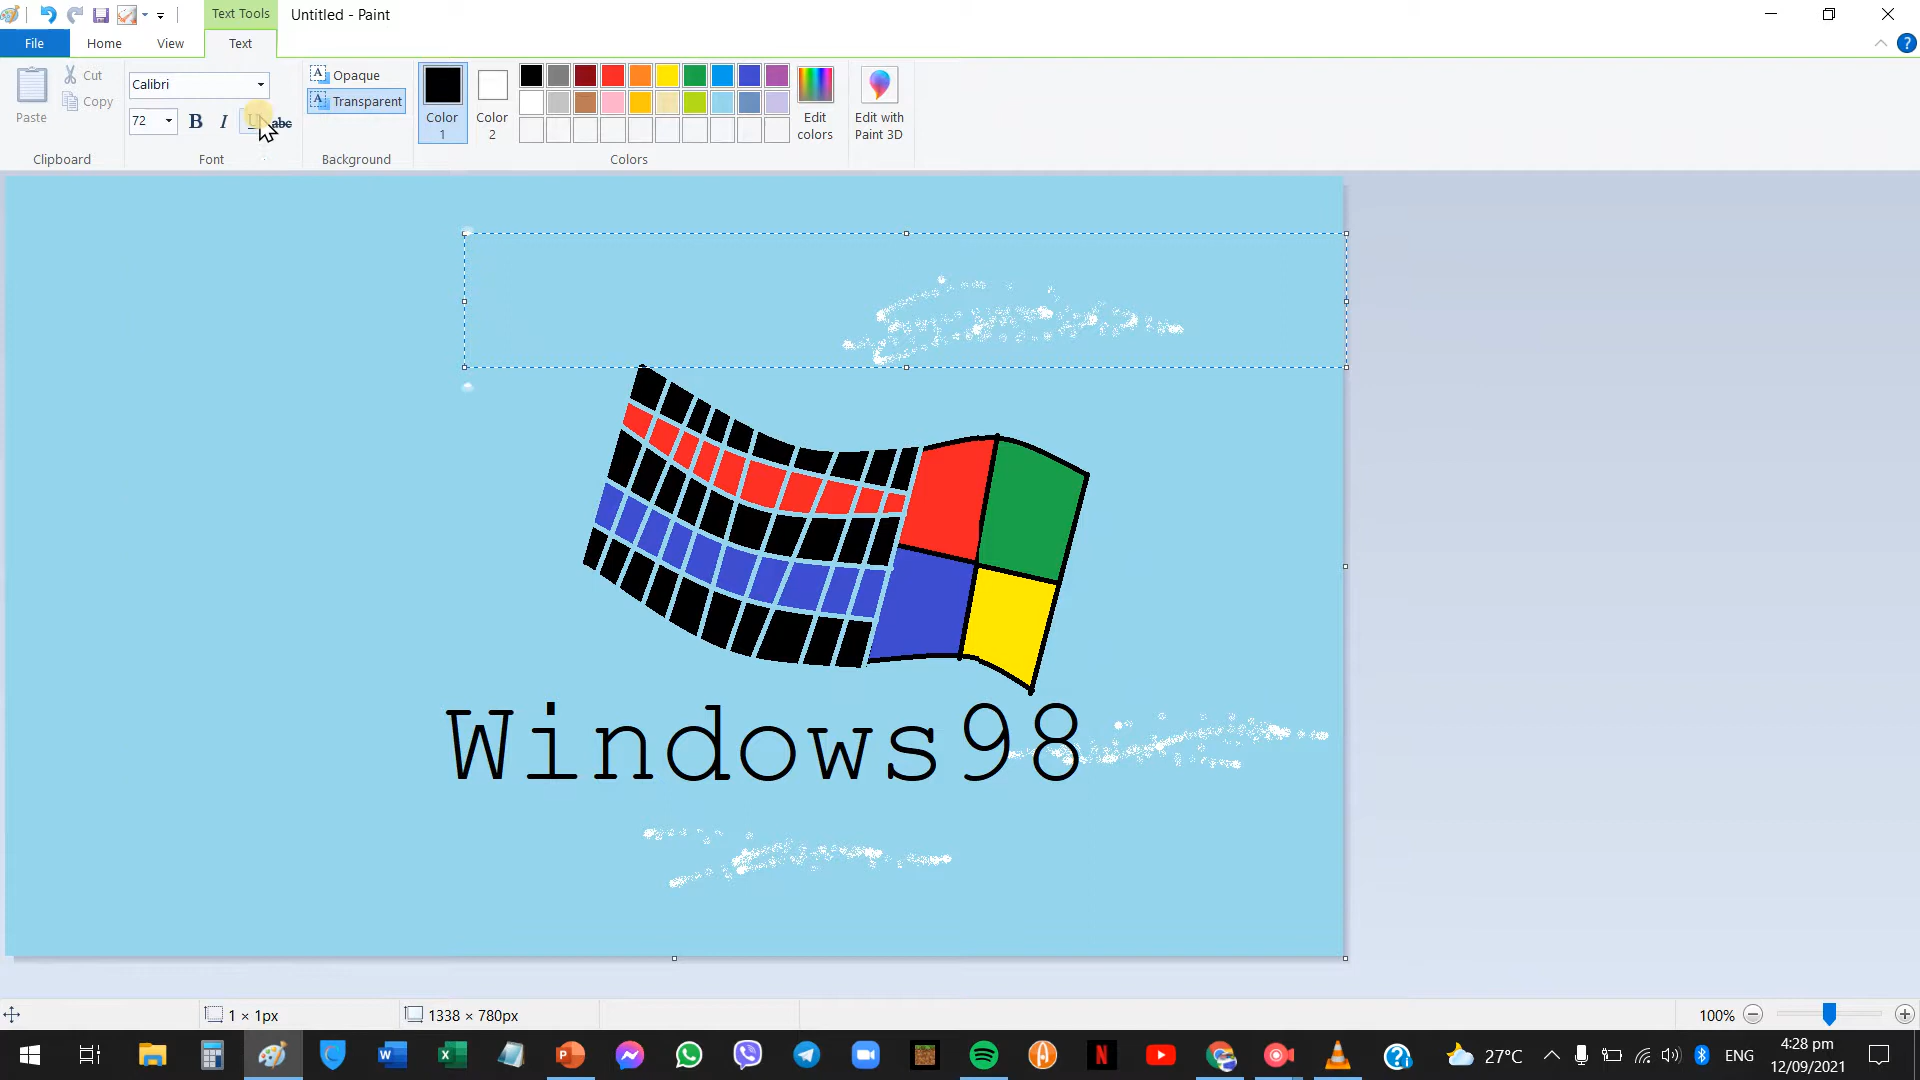 Text Tools
Untitled - Paint
File
Home
View
Text
Paste
Cut
Copy
Clipboard
Calibri
72
B
I
U
abc
Font
A Opaque
A Transparent
Background
Color
1
Color
2
Colors
Edit
colors
Edit with
Paint 3D
?
Windows98
1 × 1px
1338 × 780px
100%
27°C
ENG
4:28 pm
12/09/2021